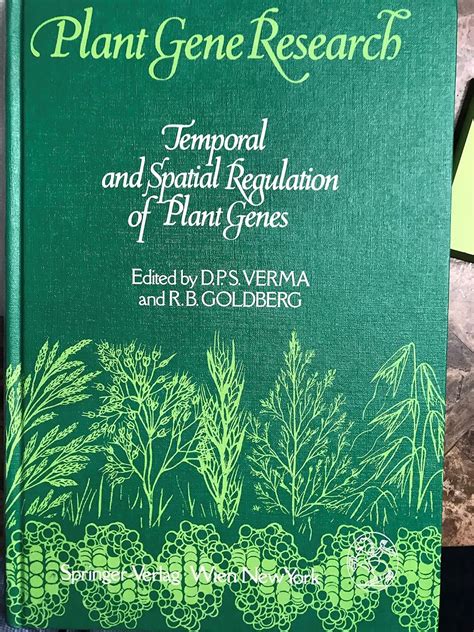 Plant Gene Research
Temporal
and Spatial Regulation
of Plant Genes
Edited by D.P.S. VERMA
and R.B. GOLDBERG
Springer-Verlag Wien New York